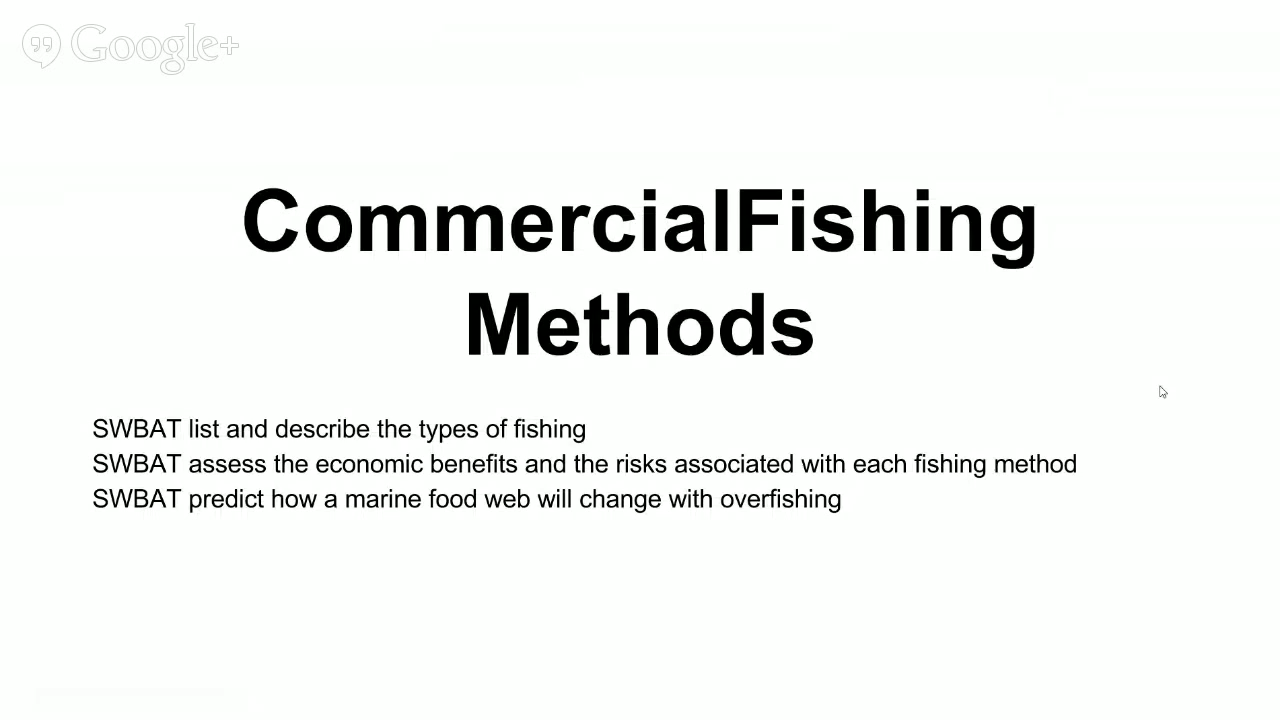 Google+
CommercialFishing
Methods
SWBAT list and describe the types of fishing
SWBAT assess the economic benefits and the risks associated with each fishing method
SWBAT predict how a marine food web will change with overfishing